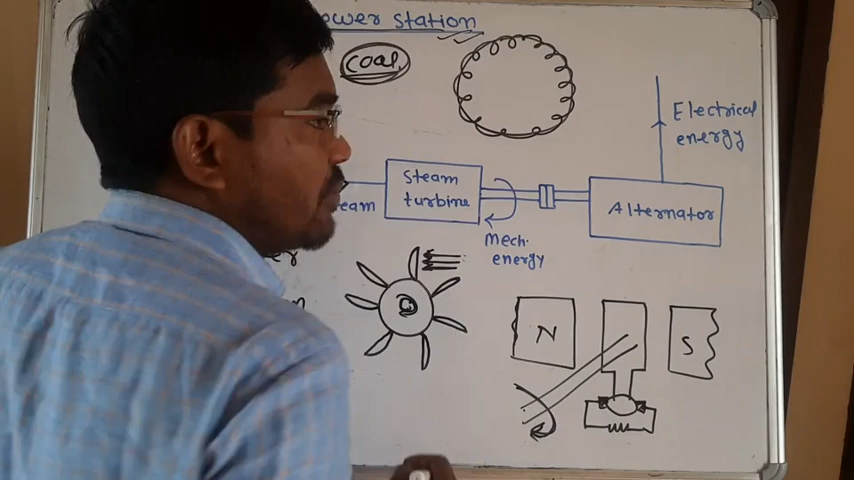 ower station
coal
Electrical
energy
Steam
turbine
eam
Alternator
Mech.
energy
N
S